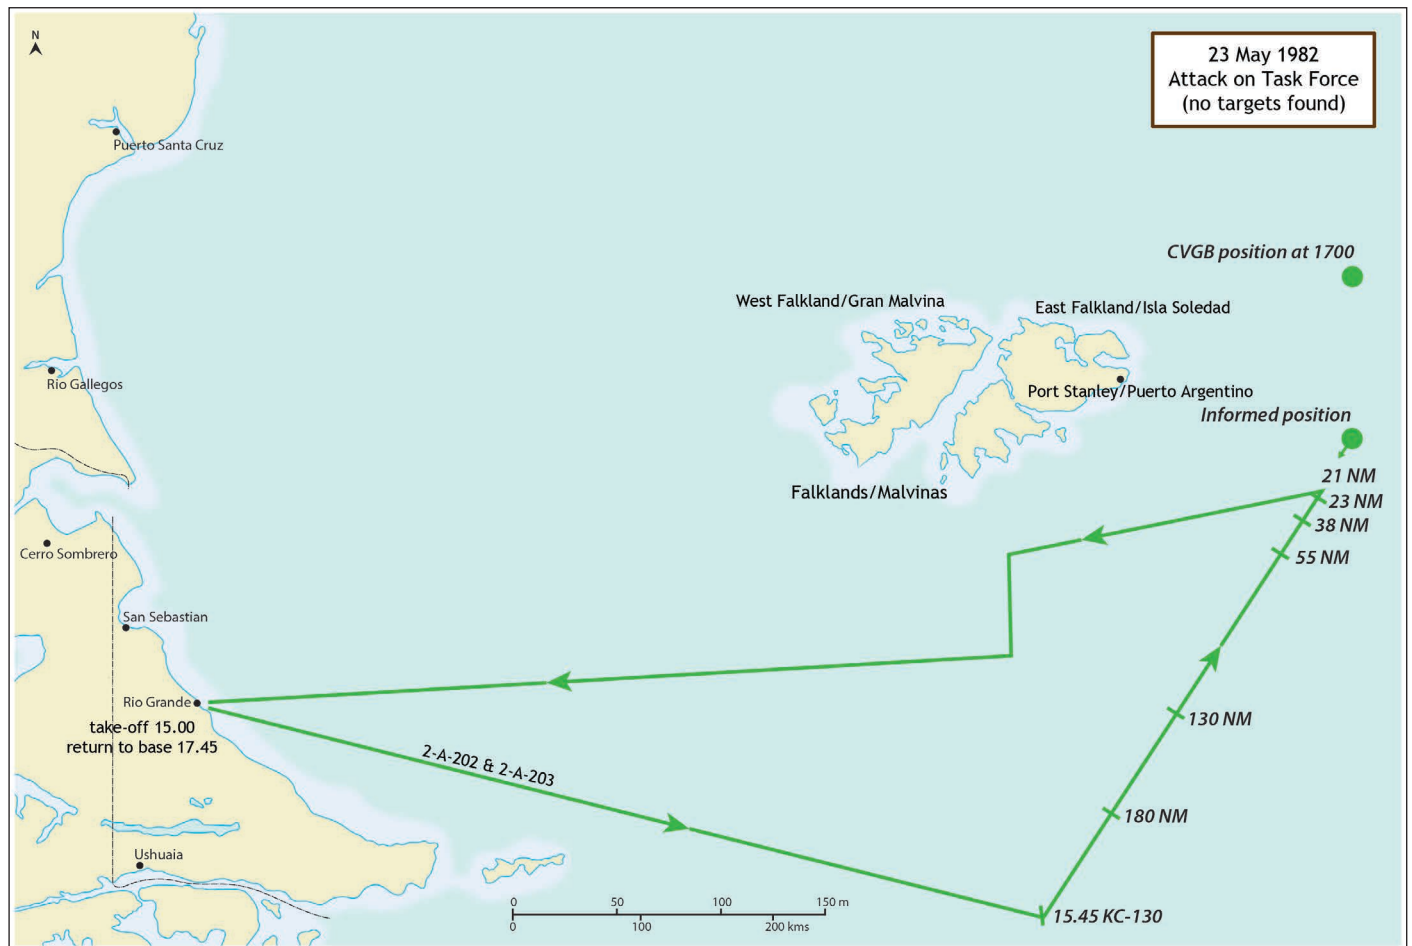 N
23 May 1982
Attack on Task Force
(no targets found)
Puerto Santa Cruz
CVGB position at 1700
West Falkland/Gran Malvina
East Falkland/Isla Soledad
Rio Gallegos
Port Stanley/Puerto Argentino
Informed position
21 NM
Falklands/Malvinas
23 NM
38 NM
Cerro Sombrero
55 NM
San Sebastian
Rio Grande
take-off 15.00
return to base 17.45
130 NM
2-A-202 & 2-A-203
180 NM
Ushuaia
0 50 100 150 m
15.45 KC-130
0 100 200 kms